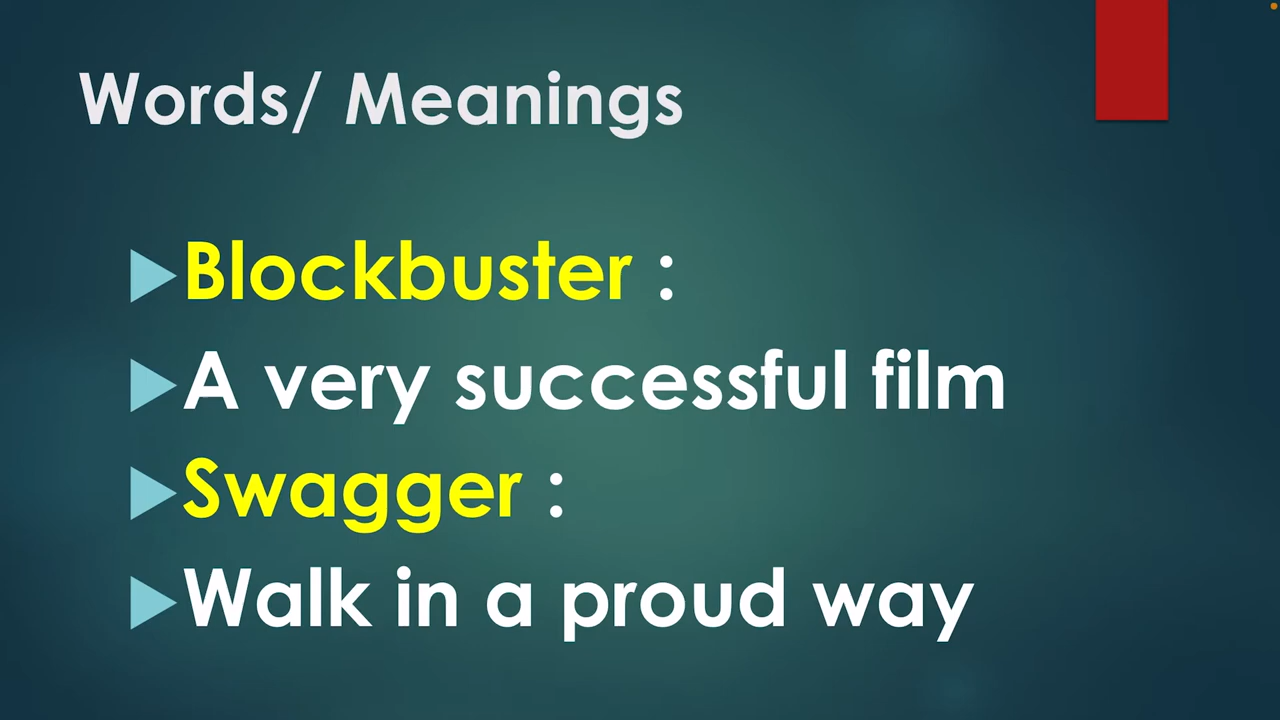 Words/ Meanings
Blockbuster :
A very successful film
Swagger :
Walk in a proud way